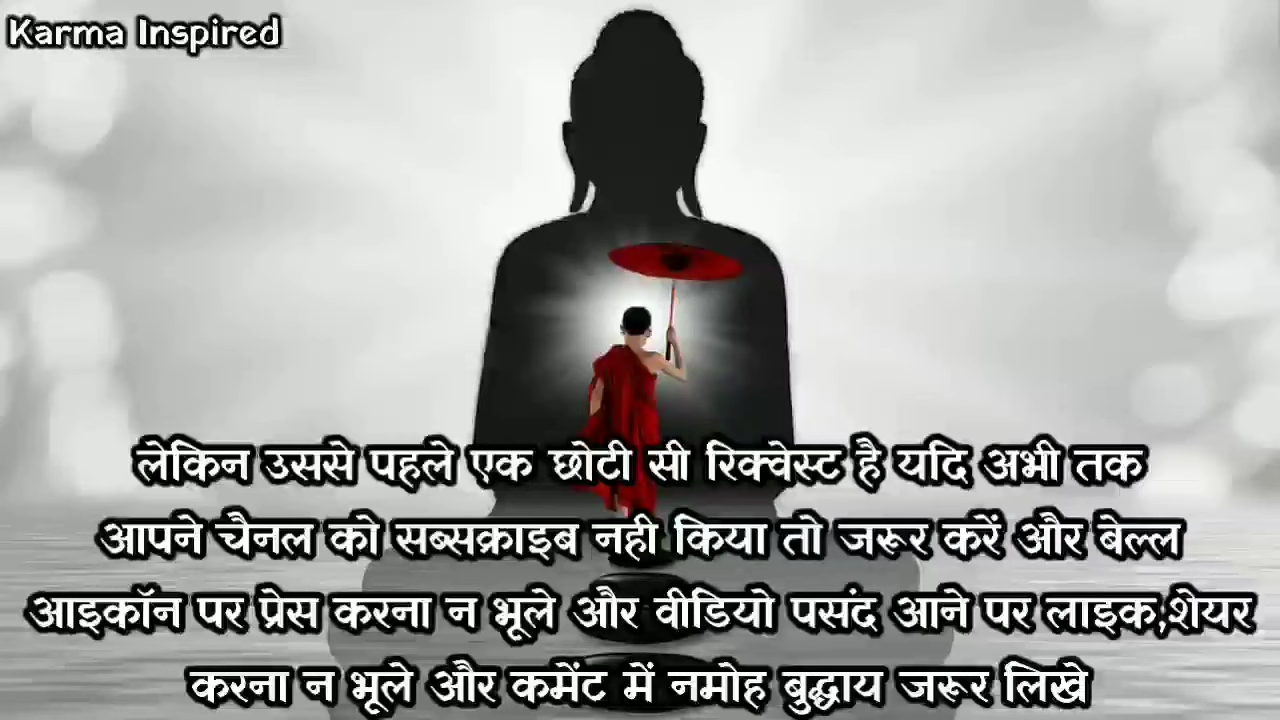 Karma Inspired
लेकिन उससे पहले एक छोटी सी रिक्वेस्ट है यदि अभी तक
आपने चैनल को सब्सक्राइब नही किया तो जरूर करें और बेल्ल
आइकॉन पर प्रेस करना न भूले और वीडियो पसंद आने पर लाइक,शेयर
करना न भूले और कमेंट में नमोह बुद्धाय जरूर लिखे